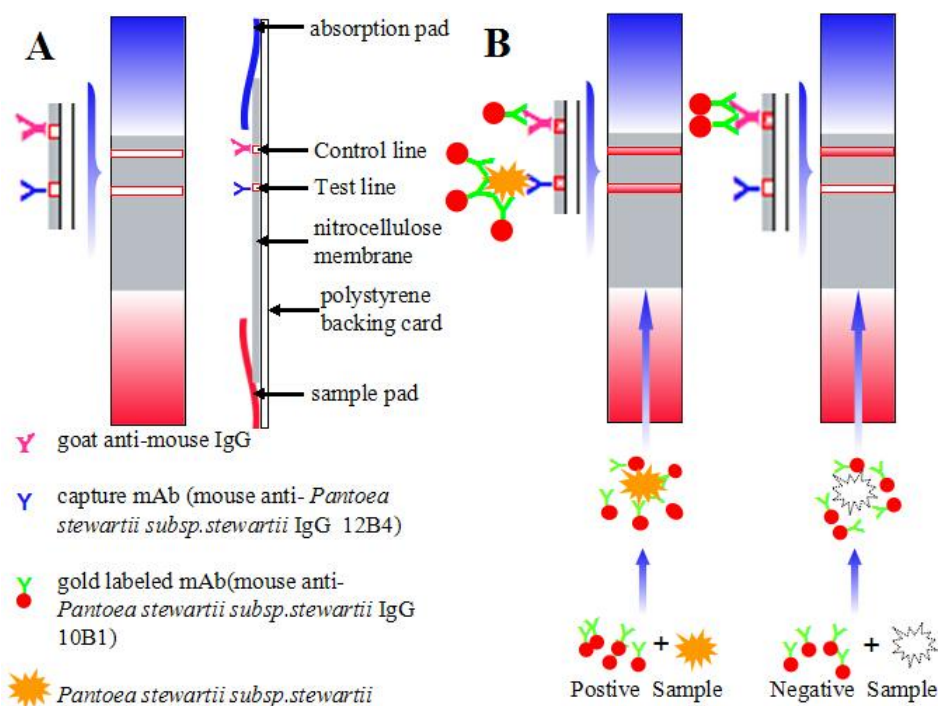 A
absorption pad
Control line
Test line
nitrocellulose
membrane
polystyrene
backing card
sample pad
goat anti-mouse IgG
capture mAb (mouse anti- Pantoea
stewartii subsp.stewartii IgG 12B4)
gold labeled mAb(mouse anti-
Pantoea stewartii subsp.stewartii IgG
10B1)
Pantoea stewartii subsp.stewartii
B
+
Postive Sample
+
Negative Sample